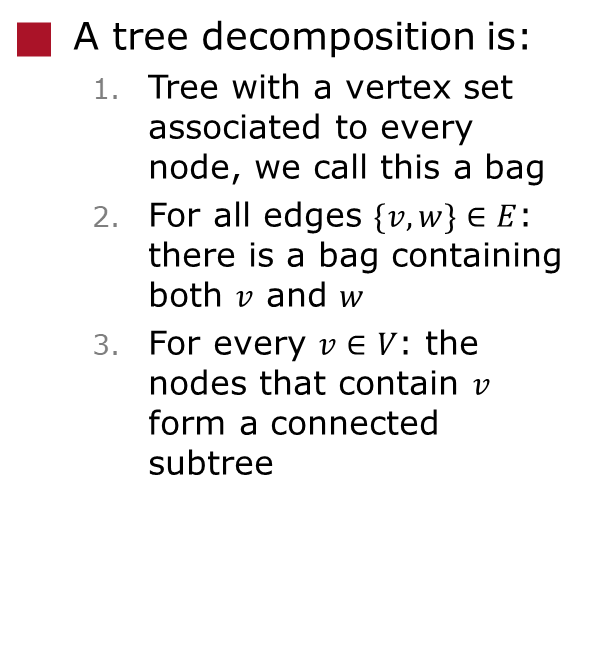 A tree decomposition is:
1. Tree with a vertex set
associated to every
node, we call this a bag
2. For all edges {v, w} ∈ E:
there is a bag containing
both v and w
3. For every v ∈ V: the
nodes that contain v
form a connected
subtree